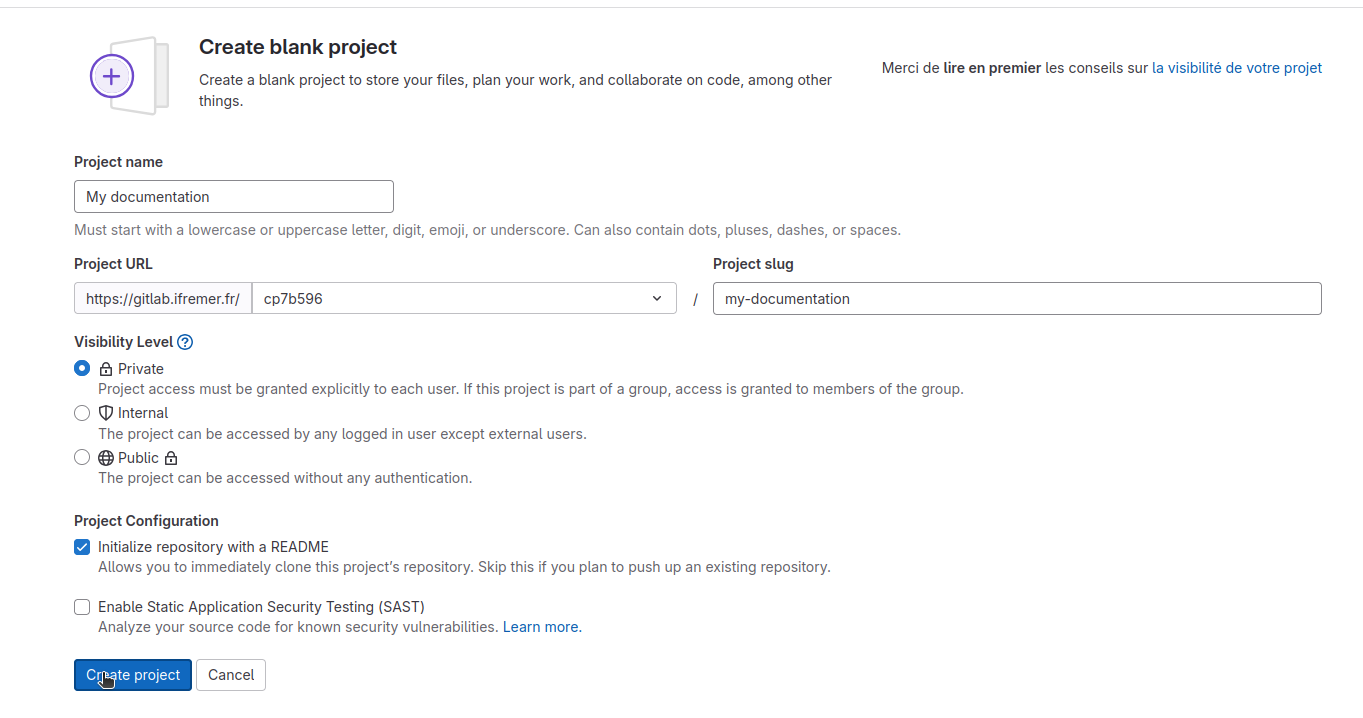 Create blank project
Create a blank project to store your files, plan your work, and collaborate on code, among other
things.
Merci de lire en premier les conseils sur la visibilité de votre projet
Project name
My documentation
Must start with a lowercase or uppercase letter, digit, emoji, or underscore. Can also contain dots, pluses, dashes, or spaces.
Project URL
Project slug
https://gitlab.ifremer.fr/ cp7b596 / my-documentation
Visibility Level ?
Private
Project access must be granted explicitly to each user. If this project is part of a group, access is granted to members of the group.
Internal
The project can be accessed by any logged in user except external users.
Public
The project can be accessed without any authentication.
Project Configuration
Initialize repository with a README
Allows you to immediately clone this project’s repository. Skip this if you plan to push up an existing repository.
Enable Static Application Security Testing (SAST)
Analyze your source code for known security vulnerabilities. Learn more.
Create project Cancel